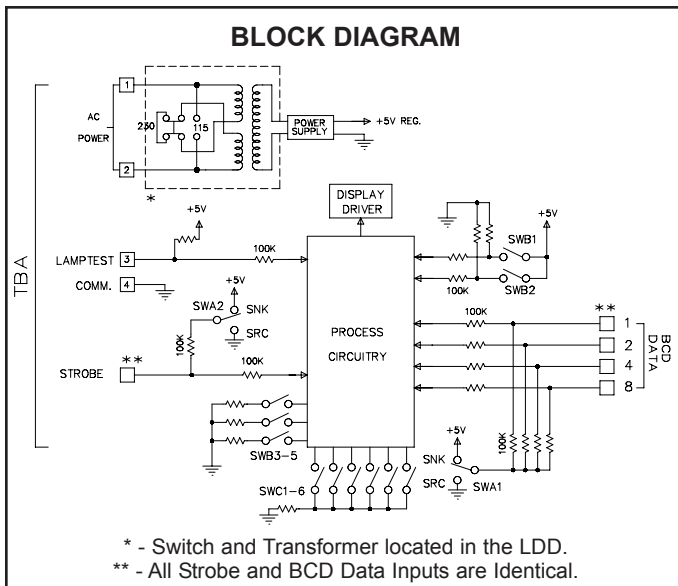 BLOCK DIAGRAM
TBA
AC
POWER
1
2
230
115
*
POWER
SUPPLY
+5V REG.
DISPLAY
DRIVER
+5V
LAMPTEST 3
100K
COMM. 4
SWA2
+5V
SNK
SRC
100K
**
STROBE
100K
PROCESS
CIRCUITRY
+5V
SWB1
SWB2
100K
100K
**
1
2
4
8
BCD
DATA
100K
SWB3-5
SWC1-6
+5V
SNK
SRC
SWA1
* - Switch and Transformer located in the LDD.
** - All Strobe and BCD Data Inputs are Identical.